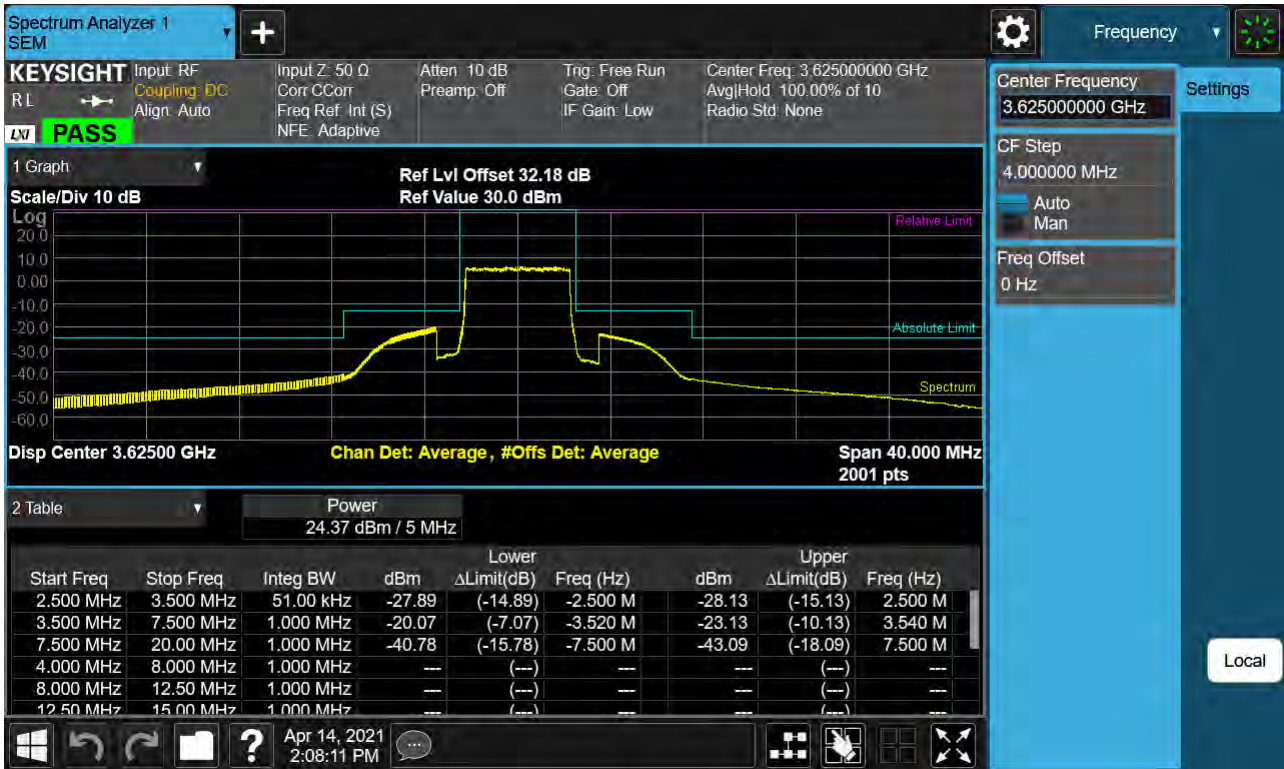 Spectrum Analyzer 1
SEM
Frequency
KEYSIGHT
R L
LXI
PASS
Input: RF
Coupling: DC
Align: Auto
Input Z: 50 Ω
Corr CCorr
Freq Ref: Int (S)
NFE: Adaptive
Atten: 10 dB
Preamp: Off
Trig: Free Run
Gate: Off
IF Gain: Low
Center Freq: 3.625000000 GHz
Avg|Hold: 100.00% of 10
Radio Std: None
Center Frequency
3.625000000 GHz
Settings
CF Step
4.000000 MHz
Auto
Man
Freq Offset
0 Hz
Local
1 Graph
Ref Lvl Offset 32.18 dB
Scale/Div 10 dB
Ref Value 30.0 dBm
Log
Relative Limit
20.0
10.0
0.00
-10.0
-20.0
Absolute Limit
-30.0
-40.0
Spectrum
-50.0
-60.0
Disp Center 3.62500 GHz
Chan Det: Average, #Offs Det: Average
Span 40.000 MHz
2001 pts
2 Table
Power
24.37 dBm / 5 MHz
Lower Upper
Start Freq Stop Freq Integ BW dBm ΔLimit(dB) Freq (Hz) dBm ΔLimit(dB) Freq (Hz)
2.500 MHz 3.500 MHz 51.00 kHz -27.89 (-14.89) -2.500 M -28.13 (-15.13) 2.500 M
3.500 MHz 7.500 MHz 1.000 MHz -20.07 (-7.07) -3.520 M -23.13 (-10.13) 3.540 M
7.500 MHz 20.00 MHz 1.000 MHz -40.78 (-15.78) -7.500 M -43.09 (-18.09) 7.500 M
4.000 MHz 8.000 MHz 1.000 MHz --- (---) --- --- (---) ---
8.000 MHz 12.50 MHz 1.000 MHz --- (---) --- --- (---) ---
12.50 MHz 15.00 MHz 1.000 MHz --- (---) --- --- (---) ---
?
Apr 14, 2021
2:08:11 PM